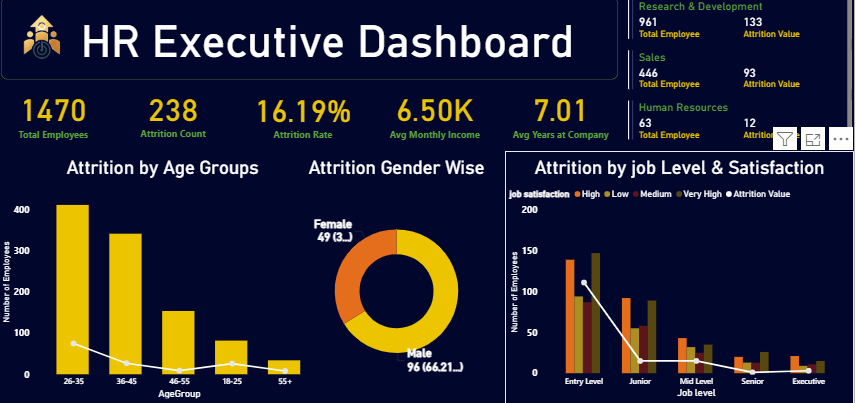 HR Executive Dashboard
Research & Development
961 133
Total Employee Attrition Value
Sales
446 93
Total Employee Attrition Value
Human Resources
63 12
Total Employee
1470 238 16.19% 6.50K 7.01
Total Employees Attrition Count Attrition Rate Avg Monthly Income Avg Years at Company
Attrition by Age Groups
Number of Employees
400
300
200
100
0
26-35 36-45 46-55 18-25 55+
AgeGroup
Attrition Gender Wise
Female
49 (3...)
Male
96 (66.21...)
Attrition by job Level & Satisfaction
job satisfaction High Low Medium Very High Attrition Value
Number of Employees
200
150
100
50
0
Entry Level Junior Mid Level Senior Executive
Job level